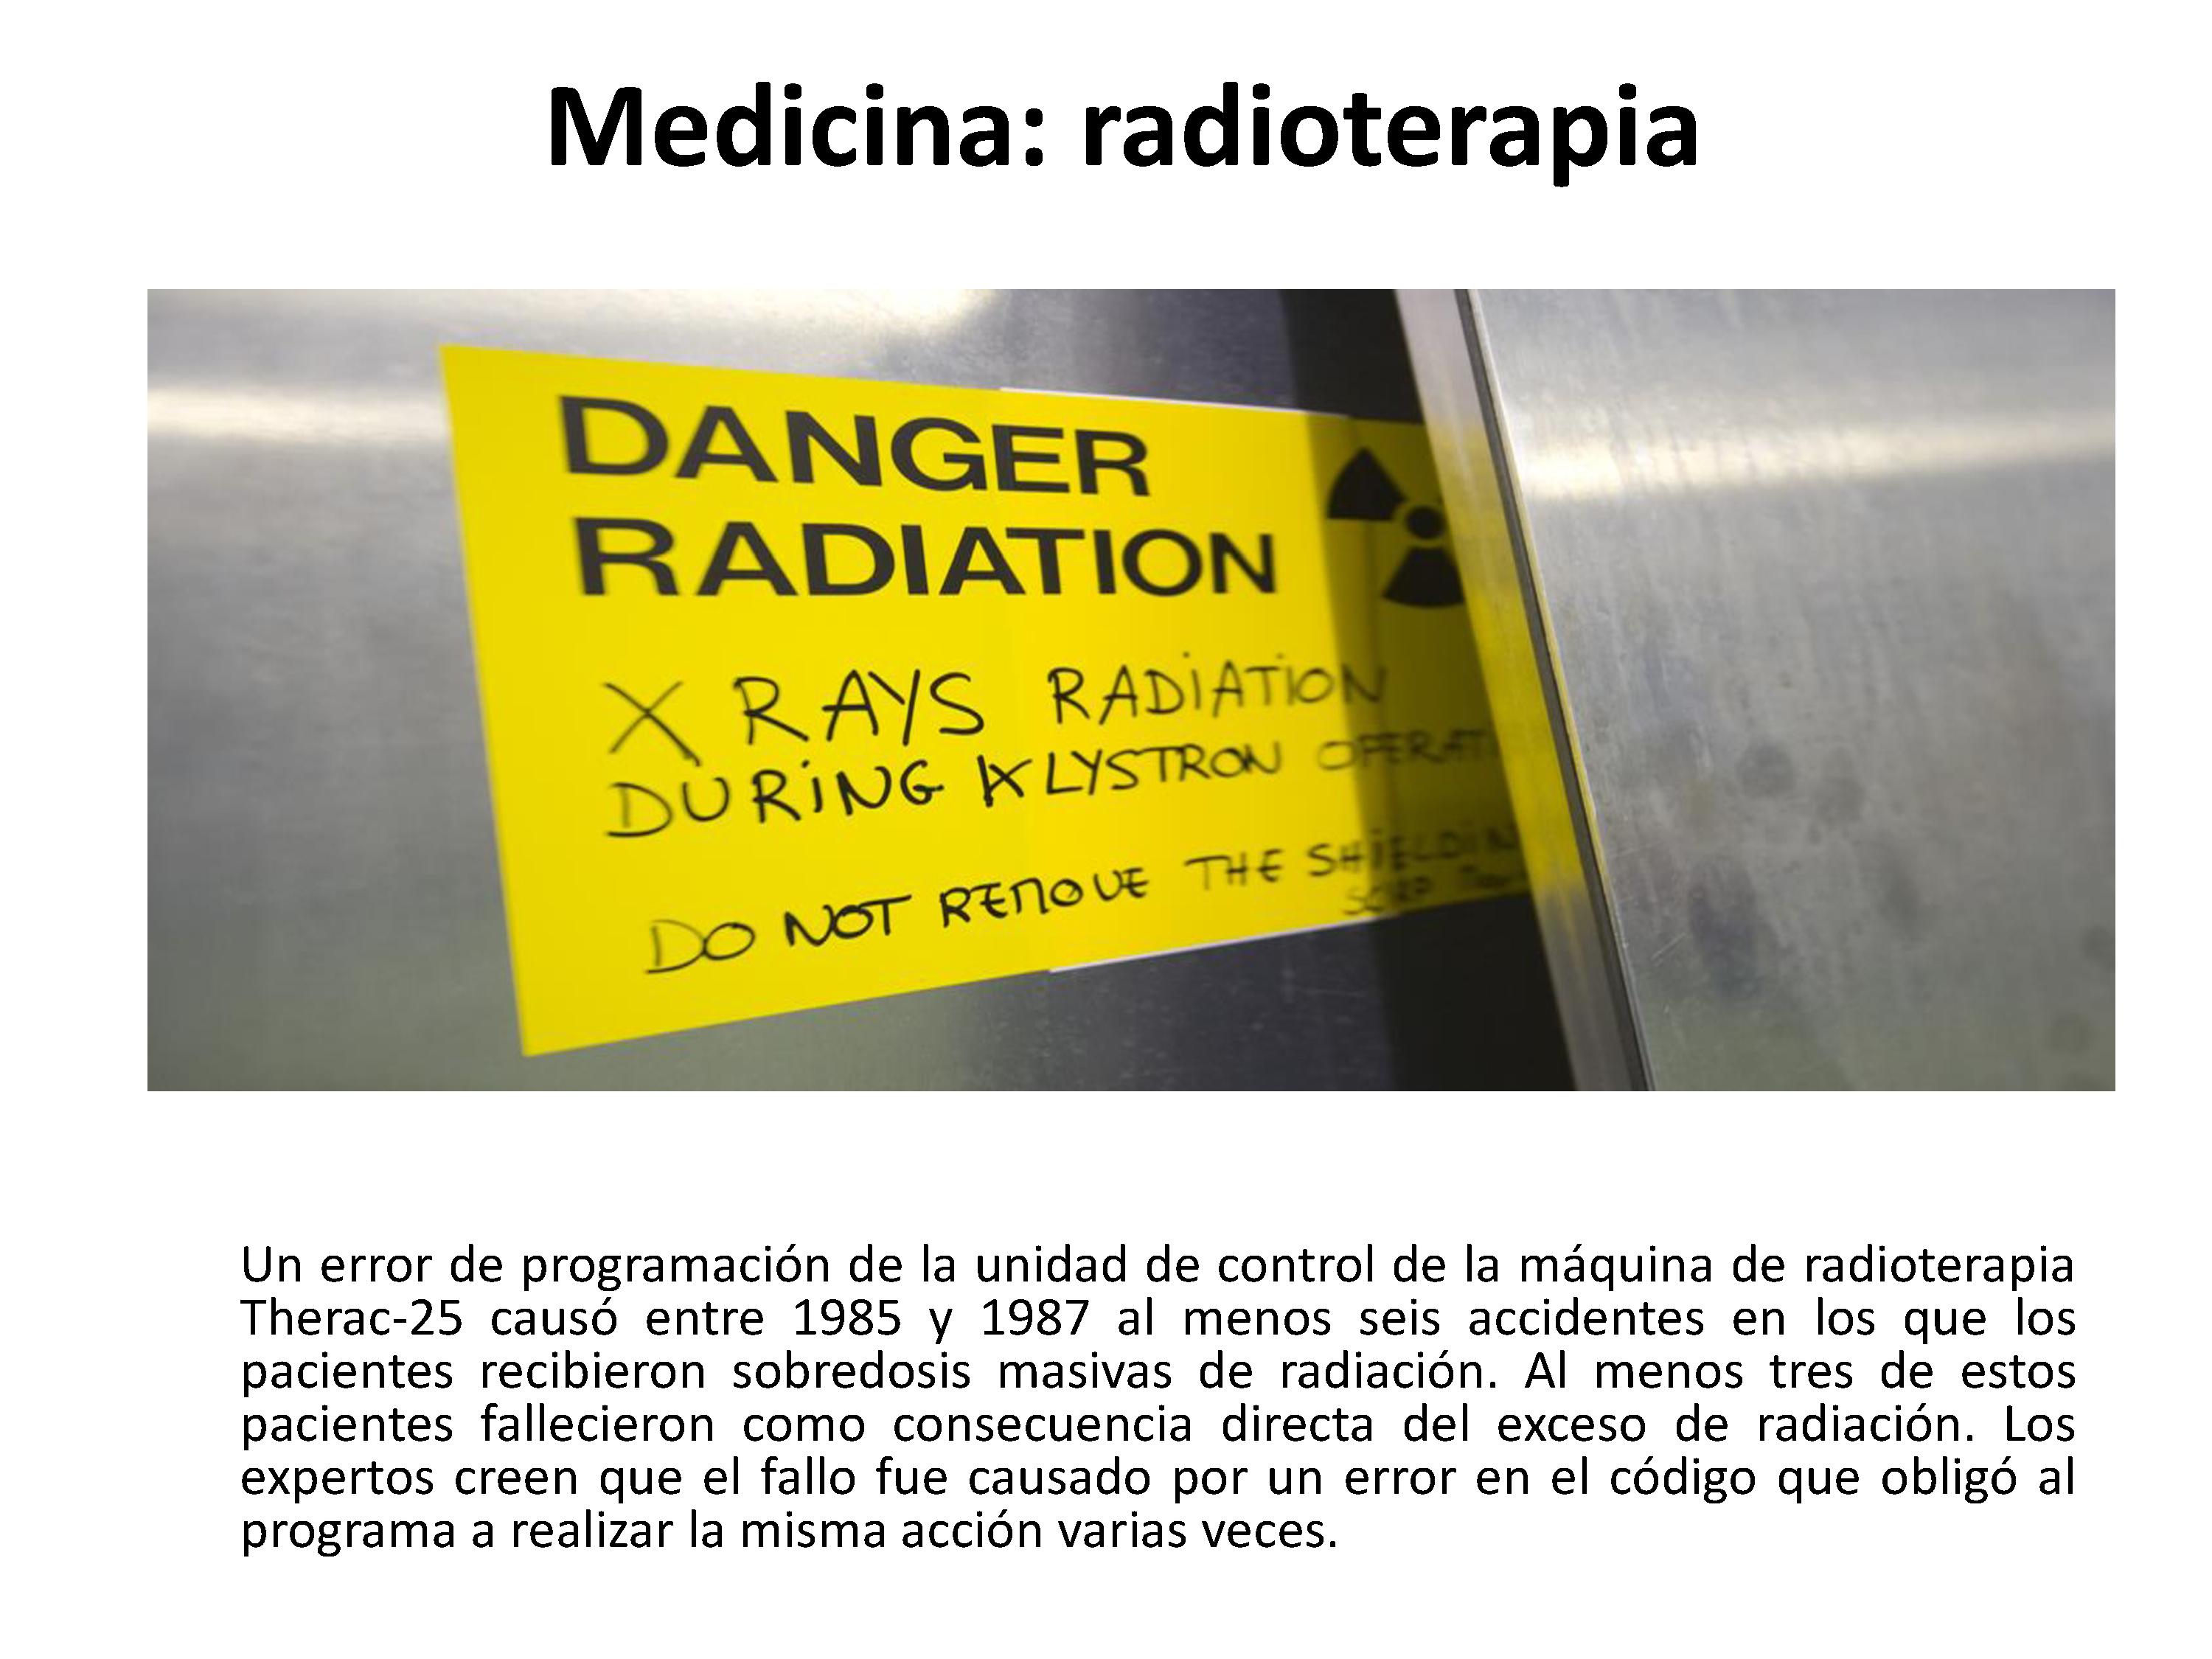 Medicina: radioterapia
DANGER
RADIATION
X RAYS RADIATION
DURING KLYSTRON
DO NOT REMOVE THE
Un error de programación de la unidad de control de la máquina de radioterapia
Therac-25 causó entre 1985 y 1987 al menos seis accidentes en los que los
pacientes recibieron sobredosis masivas de radiación. Al menos tres de estos
pacientes fallecieron como consecuencia directa del exceso de radiación. Los
expertos creen que el fallo fue causado por un error en el código que obligó al
programa a realizar la misma acción varias veces.